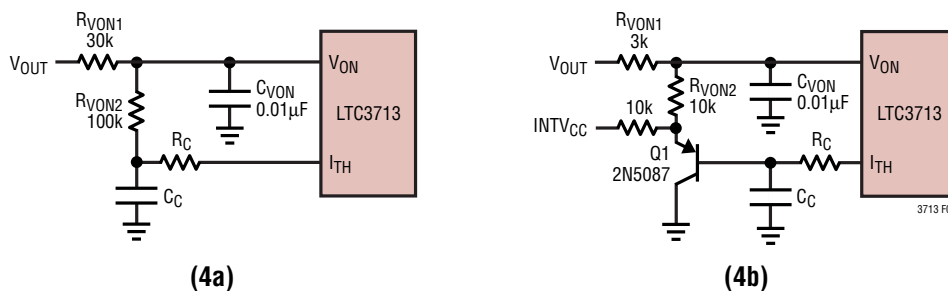 RVON1
30k
VOUT
VON
RVON2
100k
CVON
0.01µF
LTC3713
RC
ITH
CC
(4a)
RVON1
3k
VOUT
VON
RVON2
10k
CVON
0.01µF
10k
INTVCC
LTC3713
Q1
2N5087
RC
ITH
CC
3713
(4b)